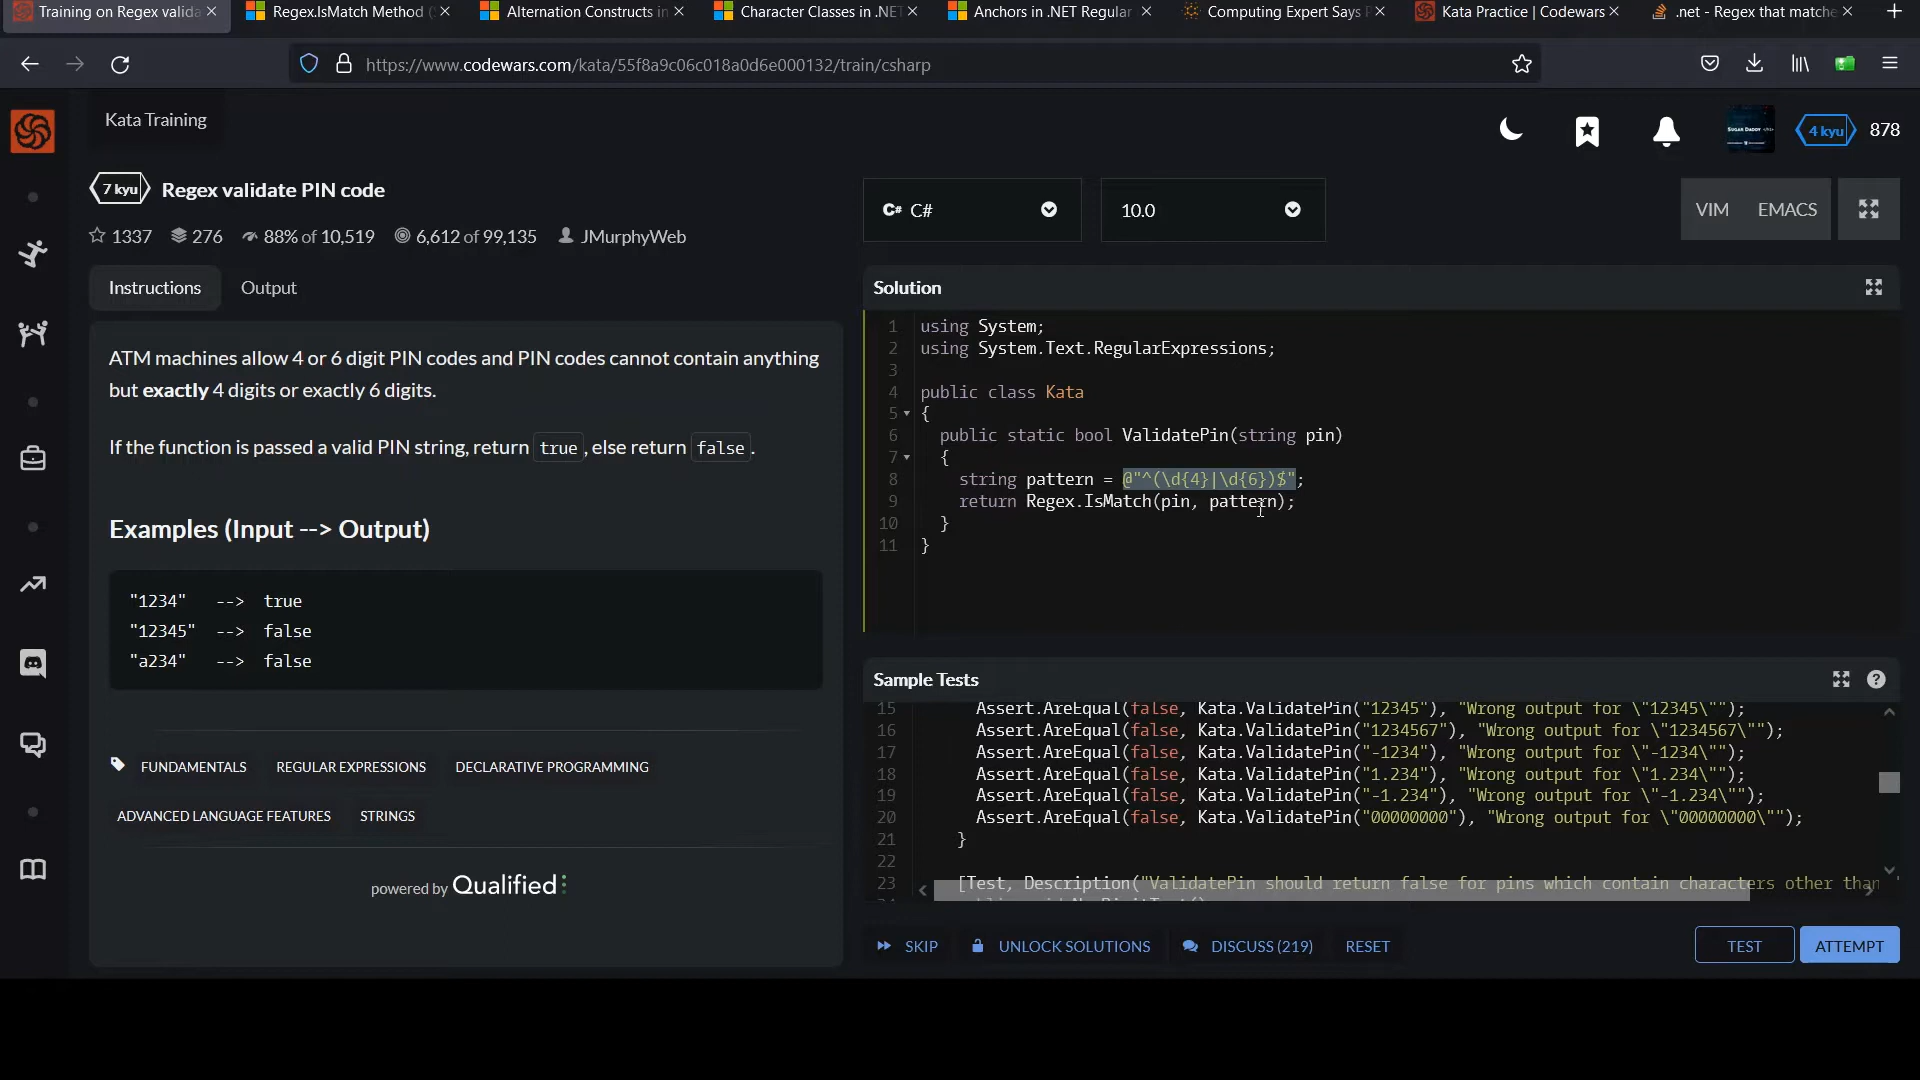 Training on Regex valida
Regex.IsMatch Method (
Alternation Constructs in
Character Classes in .NET
Anchors in .NET Regular
Computing Expert Says
Kata Practice | Codewars
.net - Regex that matche
https://www.codewars.com/kata/55f8a9c06c018a0d6e000132/train/csharp
Kata Training
4 kyu
878
7 kyu
Regex validate PIN code
1337
276
88% of 10,519
6,612 of 99,135
JMurphyWeb
C# C#
10.0
VIM
EMACS
Instructions
Output
ATM machines allow 4 or 6 digit PIN codes and PIN codes cannot contain anything
but exactly 4 digits or exactly 6 digits.
If the function is passed a valid PIN string, return true, else return false.
Examples (Input --> Output)
"1234" --> true
"12345" --> false
"a234" --> false
FUNDAMENTALS
REGULAR EXPRESSIONS
DECLARATIVE PROGRAMMING
ADVANCED LANGUAGE FEATURES
STRINGS
powered by Qualified
Solution
1 using System;
2 using System.Text.RegularExpressions;
3
4 public class Kata
5 {
6 public static bool ValidatePin(string pin)
7 {
8 string pattern = @"^(\d{4}|\d{6})$";
9 return Regex.IsMatch(pin, pattern);
10 }
11 }
Sample Tests
15 Assert.AreEqual(false, Kata.ValidatePin("12345"), "Wrong output for \"12345\"");
16 Assert.AreEqual(false, Kata.ValidatePin("1234567"), "Wrong output for \"1234567\"");
17 Assert.AreEqual(false, Kata.ValidatePin("-1234"), "Wrong output for \"-1234\"");
18 Assert.AreEqual(false, Kata.ValidatePin("1.234"), "Wrong output for \"1.234\"");
19 Assert.AreEqual(false, Kata.ValidatePin("-1.234"), "Wrong output for \"-1.234\"");
20 Assert.AreEqual(false, Kata.ValidatePin("00000000"), "Wrong output for \"00000000\"");
21 }
22
23 [Test, Description("ValidatePin should return false for pins which contain characters other than
SKIP
UNLOCK SOLUTIONS
DISCUSS (219)
RESET
TEST
ATTEMPT